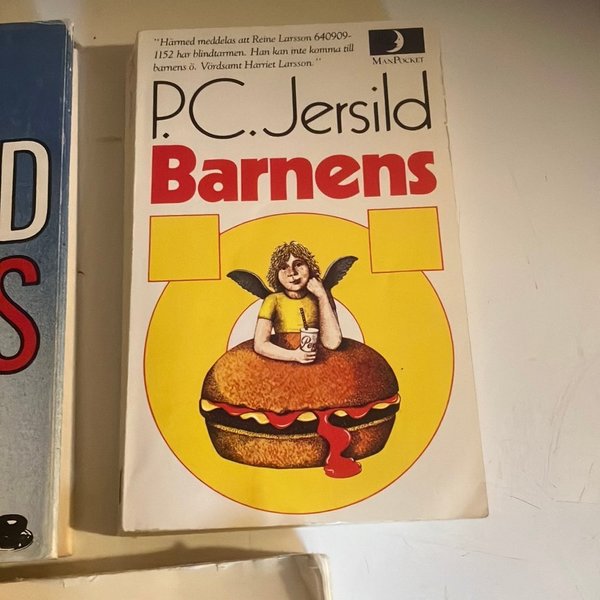 "Härmed meddelas att Reine Larsson 640909-
1152 har blindtarmen. Han kan inte komma till
barnens ö. Vördsamt Harriet Larsson."
MANPOCKET
P.C. Jersild
Barnens
D
S